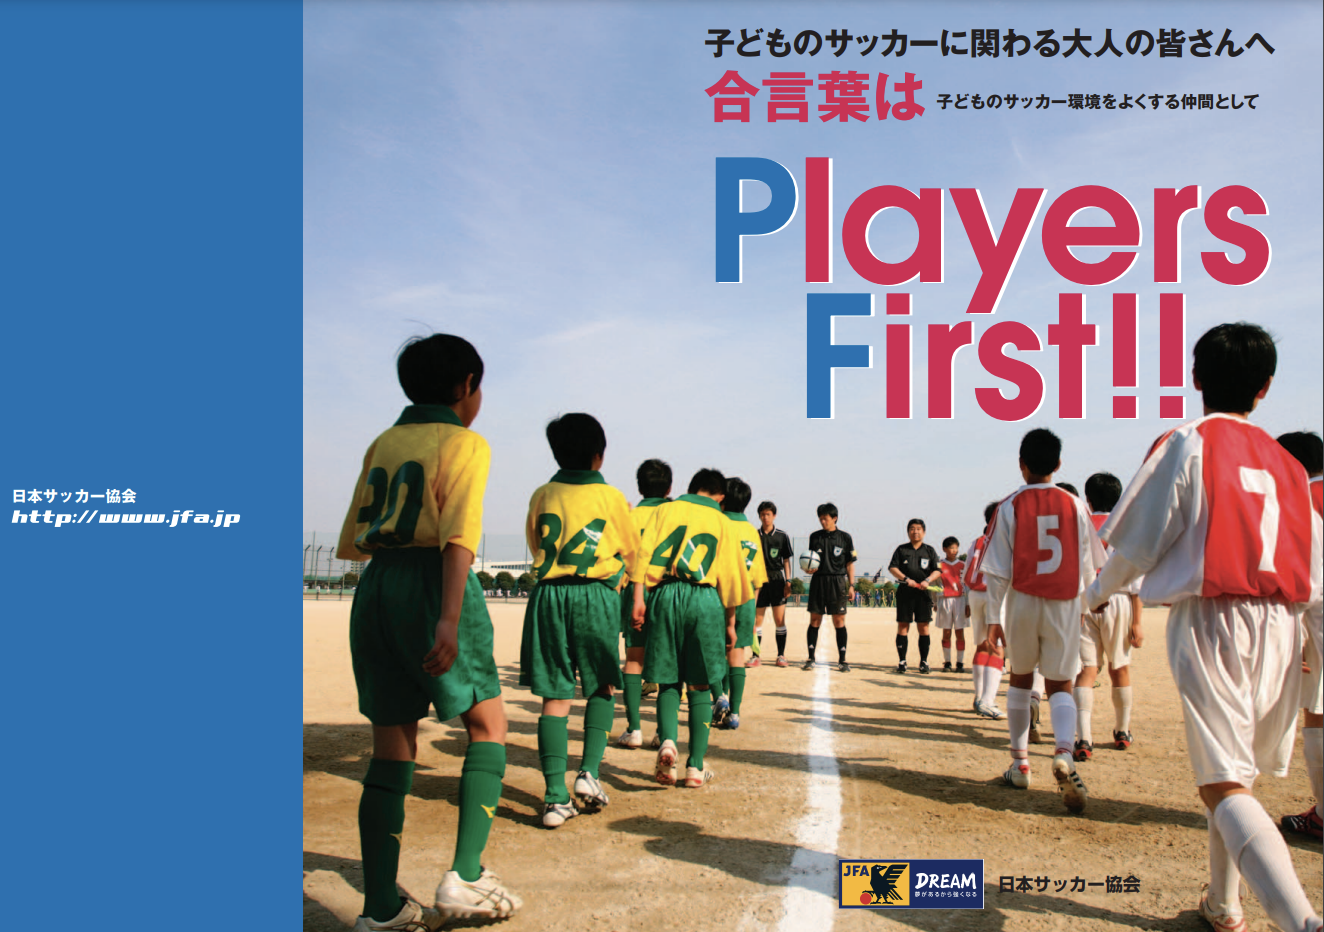 子どものサッカーに関わる大人の皆さんへ
合言葉は 子どものサッカー環境をよくする仲間として
Players
First!!
日本サッカー協会
http://www.jfa.jp
34
40
5
7
JFA DREAM
夢があるから強くなる
日本サッカー協会